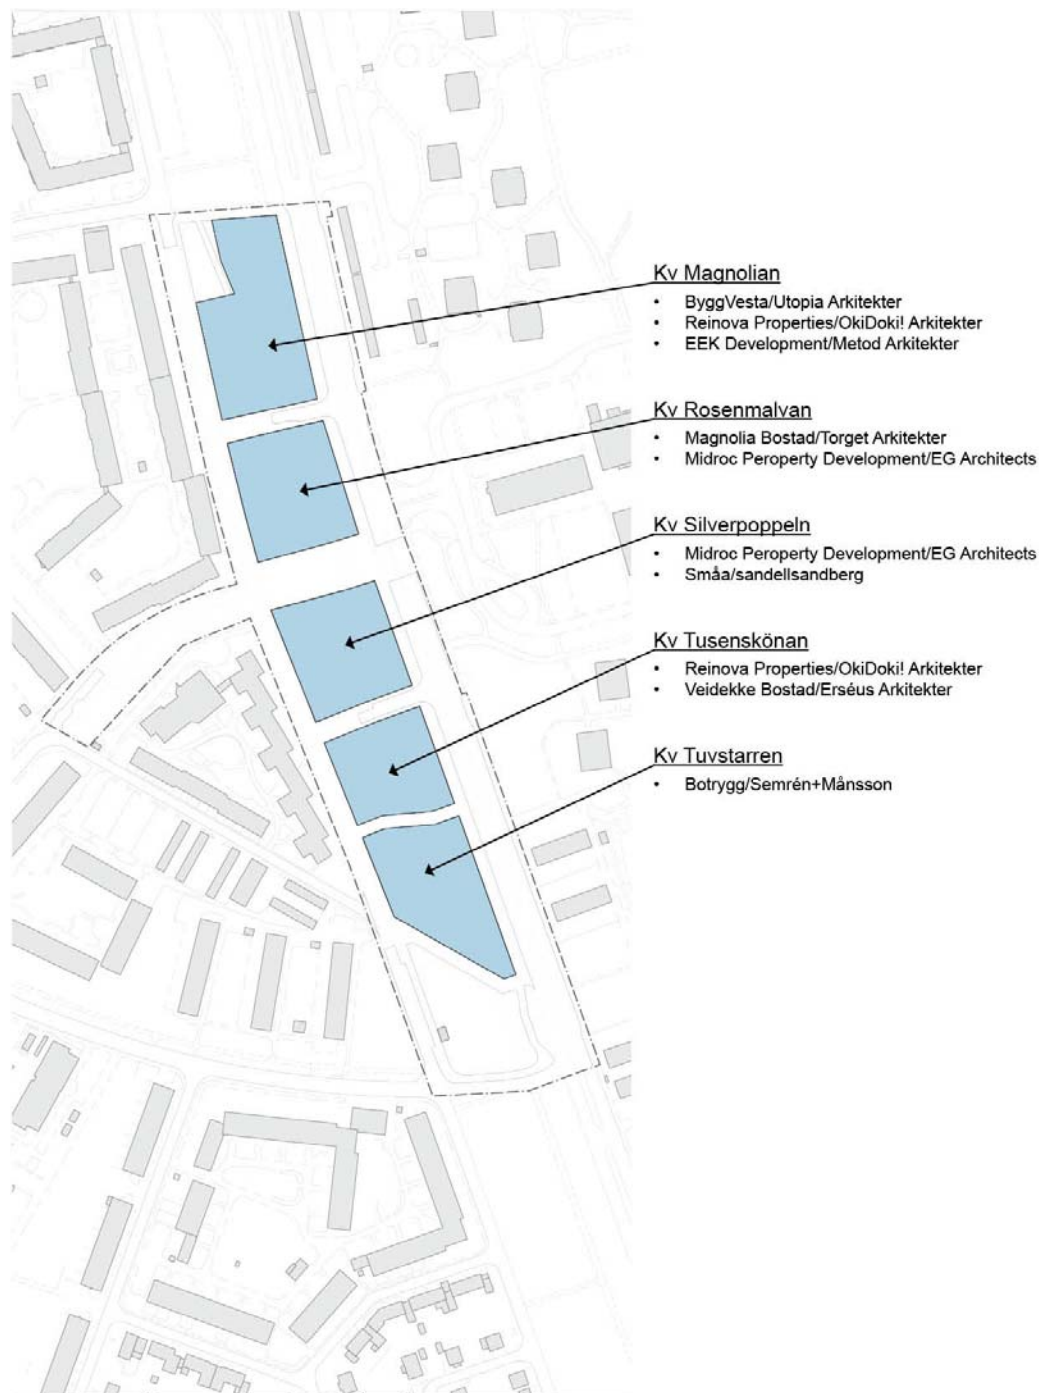 Kv Magnolian
• ByggVesta/Utopia Arkitekter
• Reinova Properties/OkiDoki! Arkitekter
• EEK Development/Metod Arkitekter
Kv Rosenmalvan
• Magnolia Bostad/Torget Arkitekter
• Midroc Peroperty Development/EG Architects
Kv Silverpoppeln
• Midroc Peroperty Development/EG Architects
• Småa/sandellsandberg
Kv Tusenskönan
• Reinova Properties/OkiDoki! Arkitekter
• Veidekke Bostad/Erséus Arkitekter
Kv Tuvstarren
• Botrygg/Semrén+Månsson